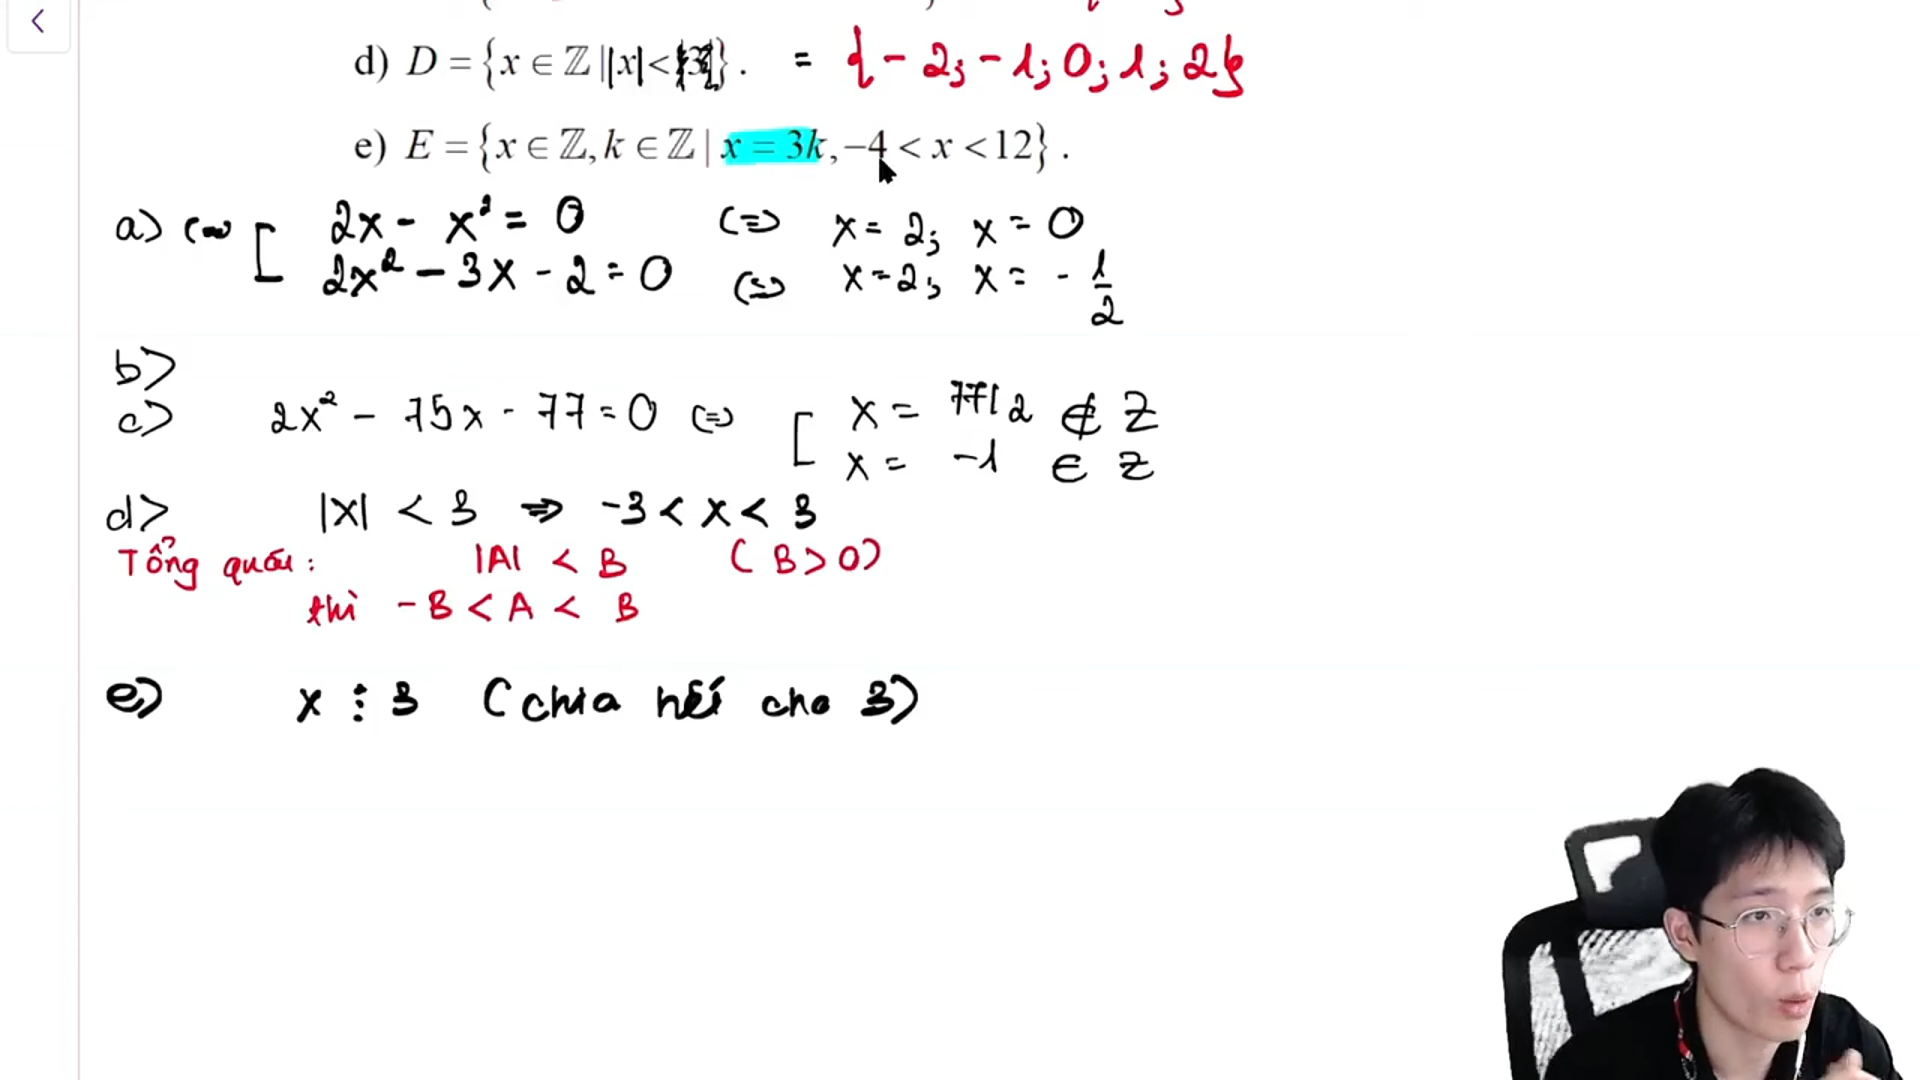 d) D = {x ∈ ℤ ||x| < 3} . = {-2; -1; 0; 1; 2}
e) E = {x ∈ ℤ, k ∈ ℤ | x = 3k, −4 < x < 12} .
a) (=> [ 2x - x² = 0 (=) x = 2; x = 0
2x² - 3x - 2 = 0 (=) x = 2; x = - 1/2
b)
c) 2x² - 75x - 77 = 0 (=) [ x = 77/2 ∉ Z
x = -1 ∈ Z
d) |x| < 3 => -3 < x < 3
Tổng quát: |A| < B (B > 0)
thì -B < A < B
e) x ⋮ 3 (chia hết cho 3)